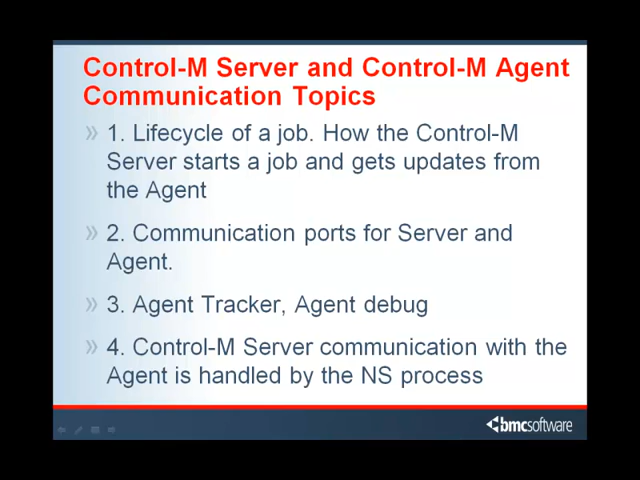 Control-M Server and Control-M Agent
Communication Topics
» 1. Lifecycle of a job. How the Control-M
Server starts a job and gets updates from
the Agent
» 2. Communication ports for Server and
Agent.
» 3. Agent Tracker, Agent debug
» 4. Control-M Server communication with the
Agent is handled by the NS process
bmcsoftware